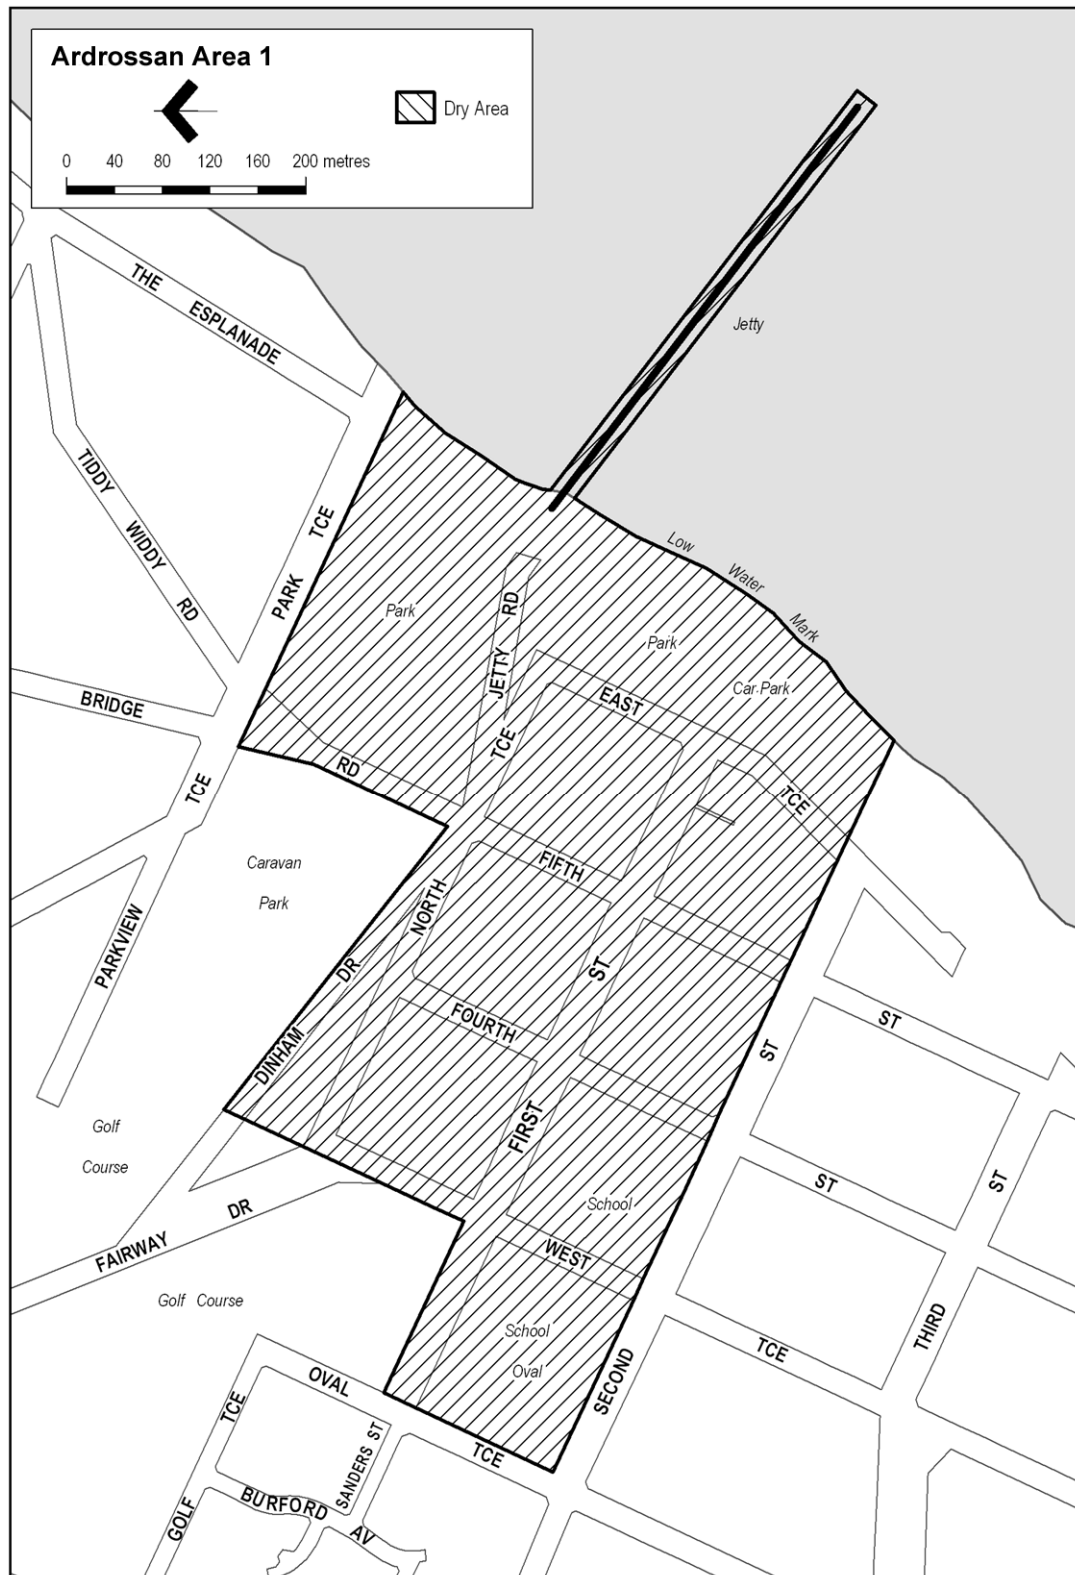 Ardrossan Area 1
Dry Area
0 40 80 120 160 200 metres
THE ESPLANADE
Jetty
TIDDY WIDDY RD
PARK TCE
Low Water Mark
Park
JETTY RD
Park
Car Park
BRIDGE
EAST TCE
TCE
RD
TCE
Caravan
Park
FIFTH
NORTH
PARKVIEW
DINHAM DR
ST
FOURTH
ST
ST
FIRST
Golf
Course
ST
ST
School
FAIRWAY DR
WEST
Golf Course
School
Oval
THIRD
TCE
SECOND
OVAL
TCE
TCE
SANDERS ST
BURFORD AV
GOLF